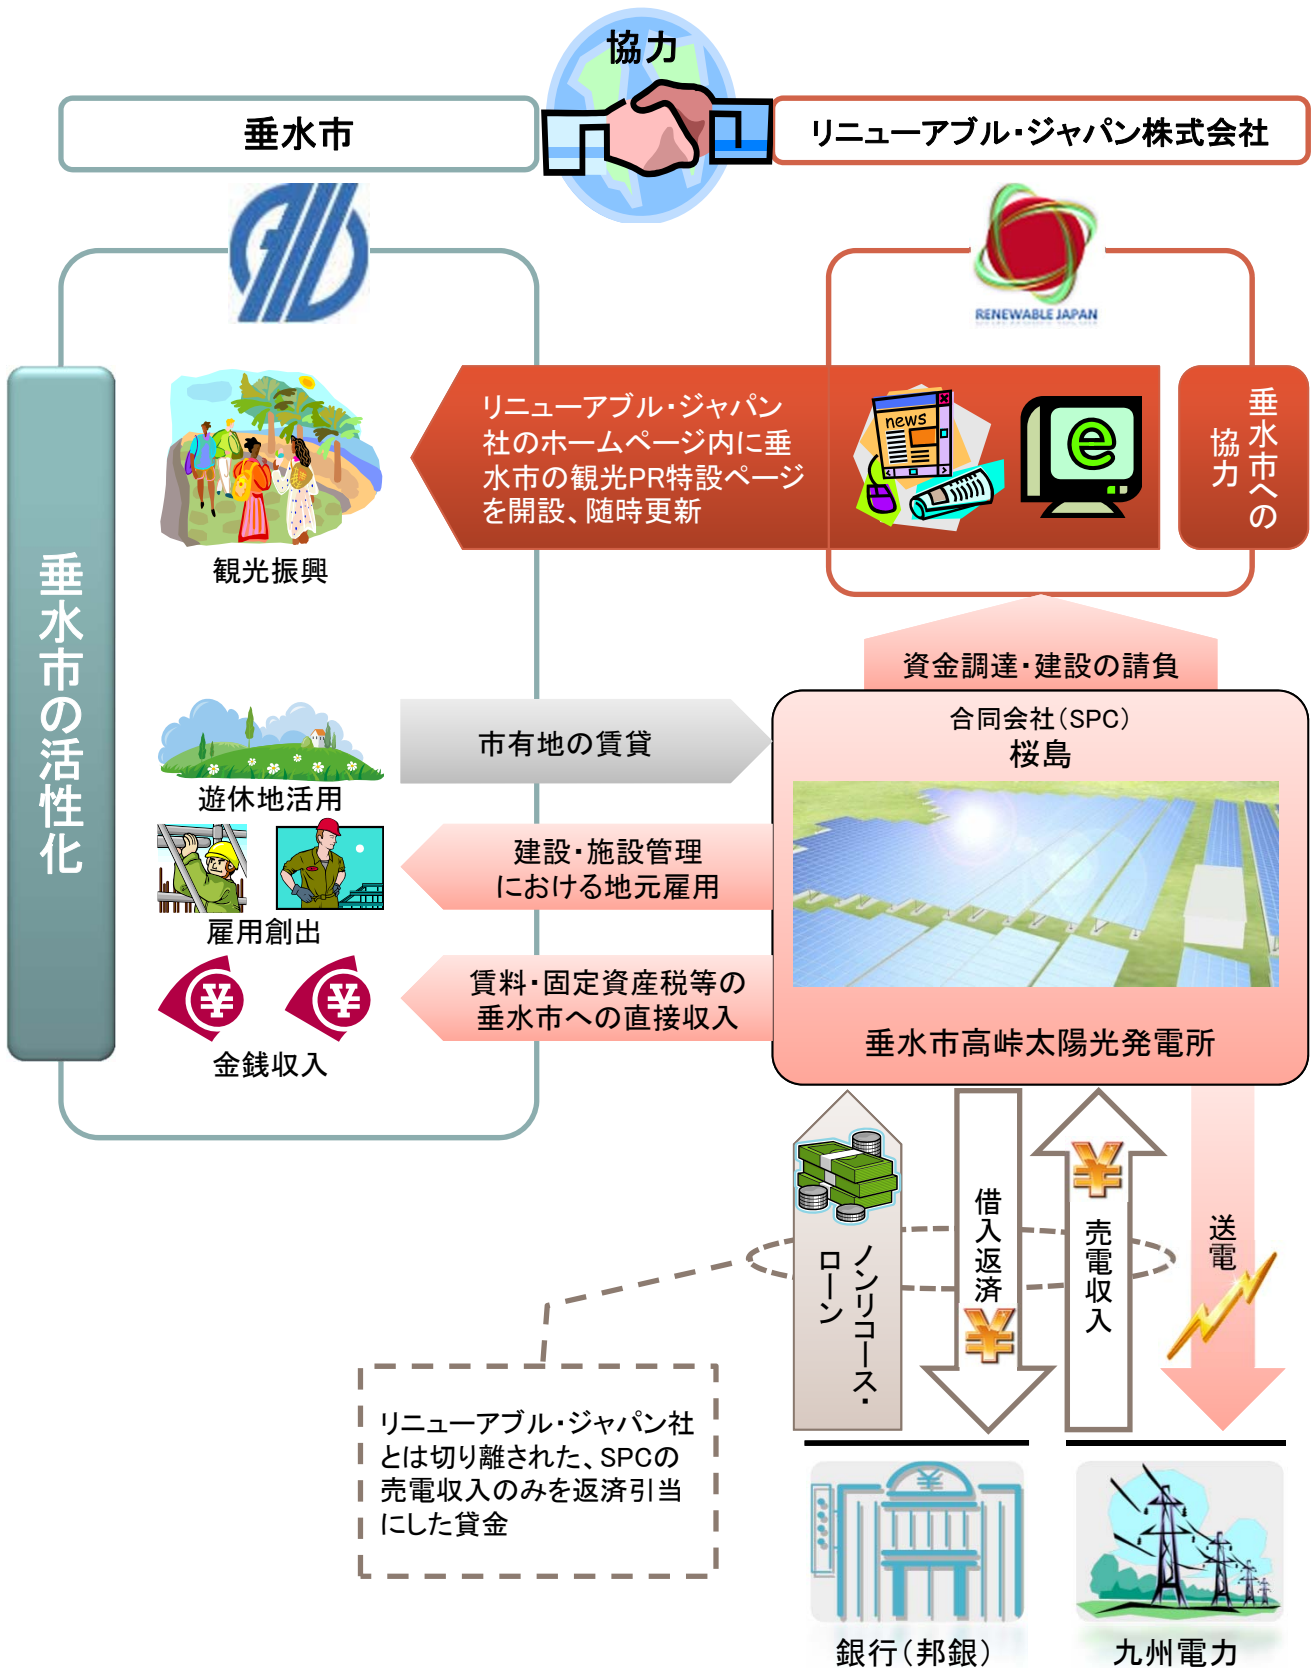 協力
垂水市
リニューアブル・ジャパン株式会社
RENEWABLE JAPAN
垂水市の活性化
観光振興
リニューアブル・ジャパン
社のホームページ内に垂
水市の観光PR特設ページ
を開設、随時更新
news
e
垂水市への
協力
資金調達・建設の請負
遊休地活用
市有地の賃貸
合同会社（SPC）
桜島
雇用創出
建設・施設管理
における地元雇用
金銭収入
賃料・固定資産税等の
垂水市への直接収入
垂水市高峠太陽光発電所
ノンリコース・
ローン
借入返済
売電収入
送電
リニューアブル・ジャパン社
とは切り離された、SPCの
売電収入のみを返済引当
にした貸金
銀行（邦銀）
九州電力